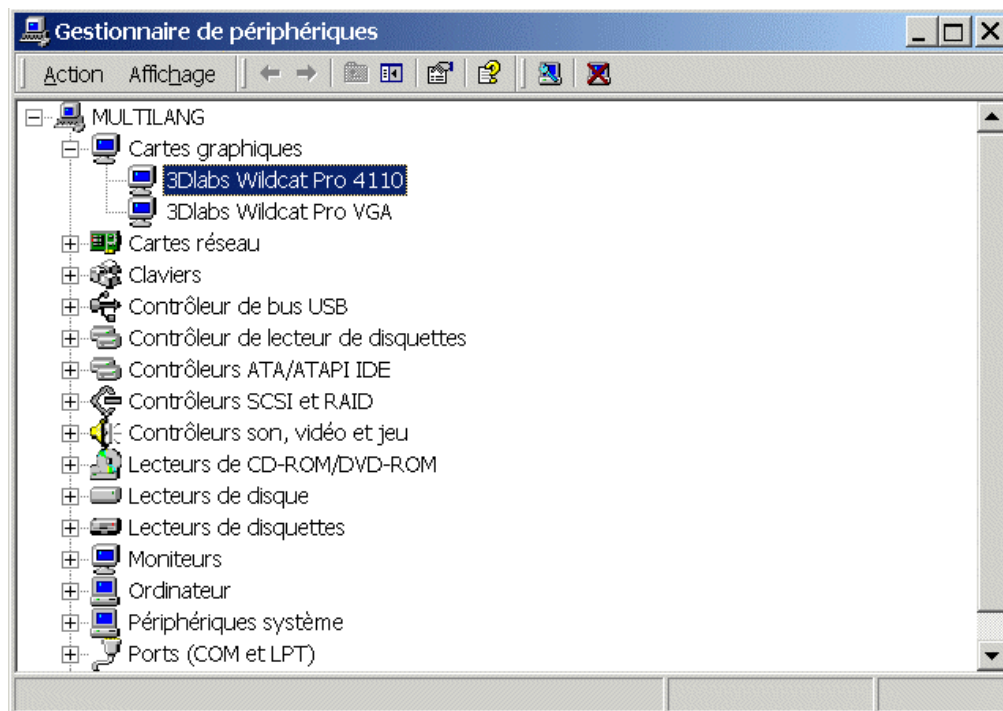 Gestionnaire de périphériques
Action Affichage
MULTILANG
Cartes graphiques
3Dlabs Wildcat Pro 4110
3Dlabs Wildcat Pro VGA
Cartes réseau
Claviers
Contrôleur de bus USB
Contrôleur de lecteur de disquettes
Contrôleurs ATA/ATAPI IDE
Contrôleurs SCSI et RAID
Contrôleurs son, vidéo et jeu
Lecteurs de CD-ROM/DVD-ROM
Lecteurs de disque
Lecteurs de disquettes
Moniteurs
Ordinateur
Périphériques système
Ports (COM et LPT)